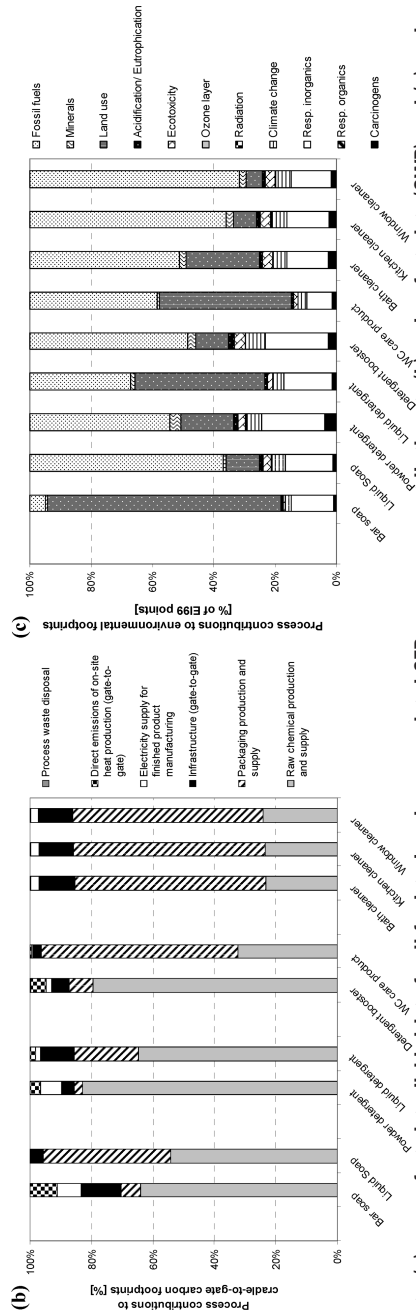 (b)
Process contributions to
cradle-to-gate carbon footprints [%]
100%
80%
60%
40%
20%
0%
Bar soap
Liquid Soap
Powder detergent
Liquid detergent
Detergent booster
WC care product
Bath cleaner
Kitchen cleaner
Window cleaner
Process waste disposal
Direct emissions of on-site
heat production (gate-to-
gate)
Electricity supply for
finished product
manufacturing
Infrastructure (gate-to-gate)
Packaging production and
supply
Raw chemical production
and supply
(c)
Process contributions to environmental footprints
[% of EI99 points]
100%
80%
60%
40%
20%
0%
Bar soap
Liquid Soap
Powder detergent
Liquid detergent
Detergent booster
WC care product
Bath cleaner
Kitchen cleaner
Window cleaner
Fossil fuels
Minerals
Land use
Acidification/ Eutrophication
Ecotoxicity
Ozone layer
Radiation
Climate change
Resp. inorganics
Resp. organics
Carcinogens